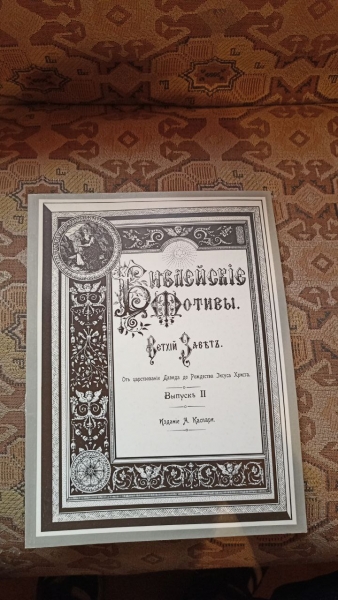 Библейскіе
Мотивы.
Ветхій Завѣтъ.
Отъ царствованія Давида до Рождества Іисуса Христа.
Выпускъ II
Изданіе А. Каспари.